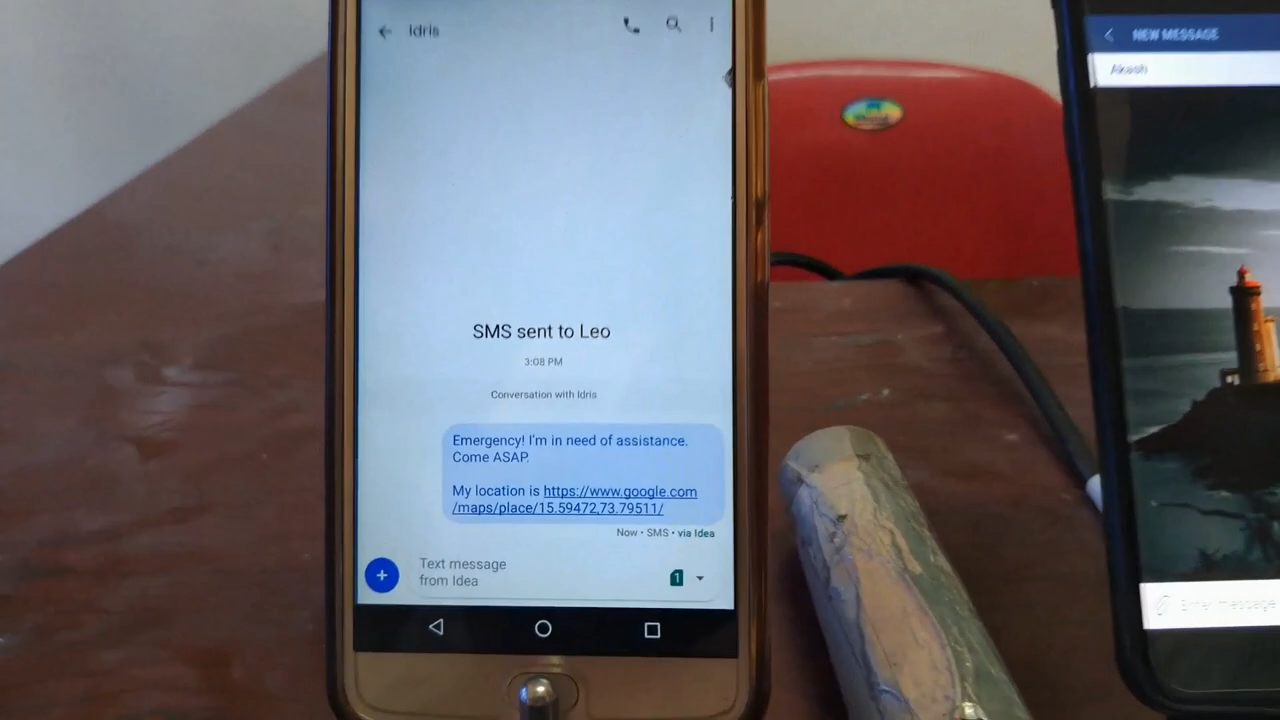 Idris
SMS sent to Leo
3:08 PM
Conversation with Idris
Emergency! I'm in need of assistance.
Come ASAP.
My location is https://www.google.com
/maps/place/15.59472,73.79511/
Now • SMS • via Idea
Text message
from Idea
1
NEW MESSAGE
Akash
Enter message